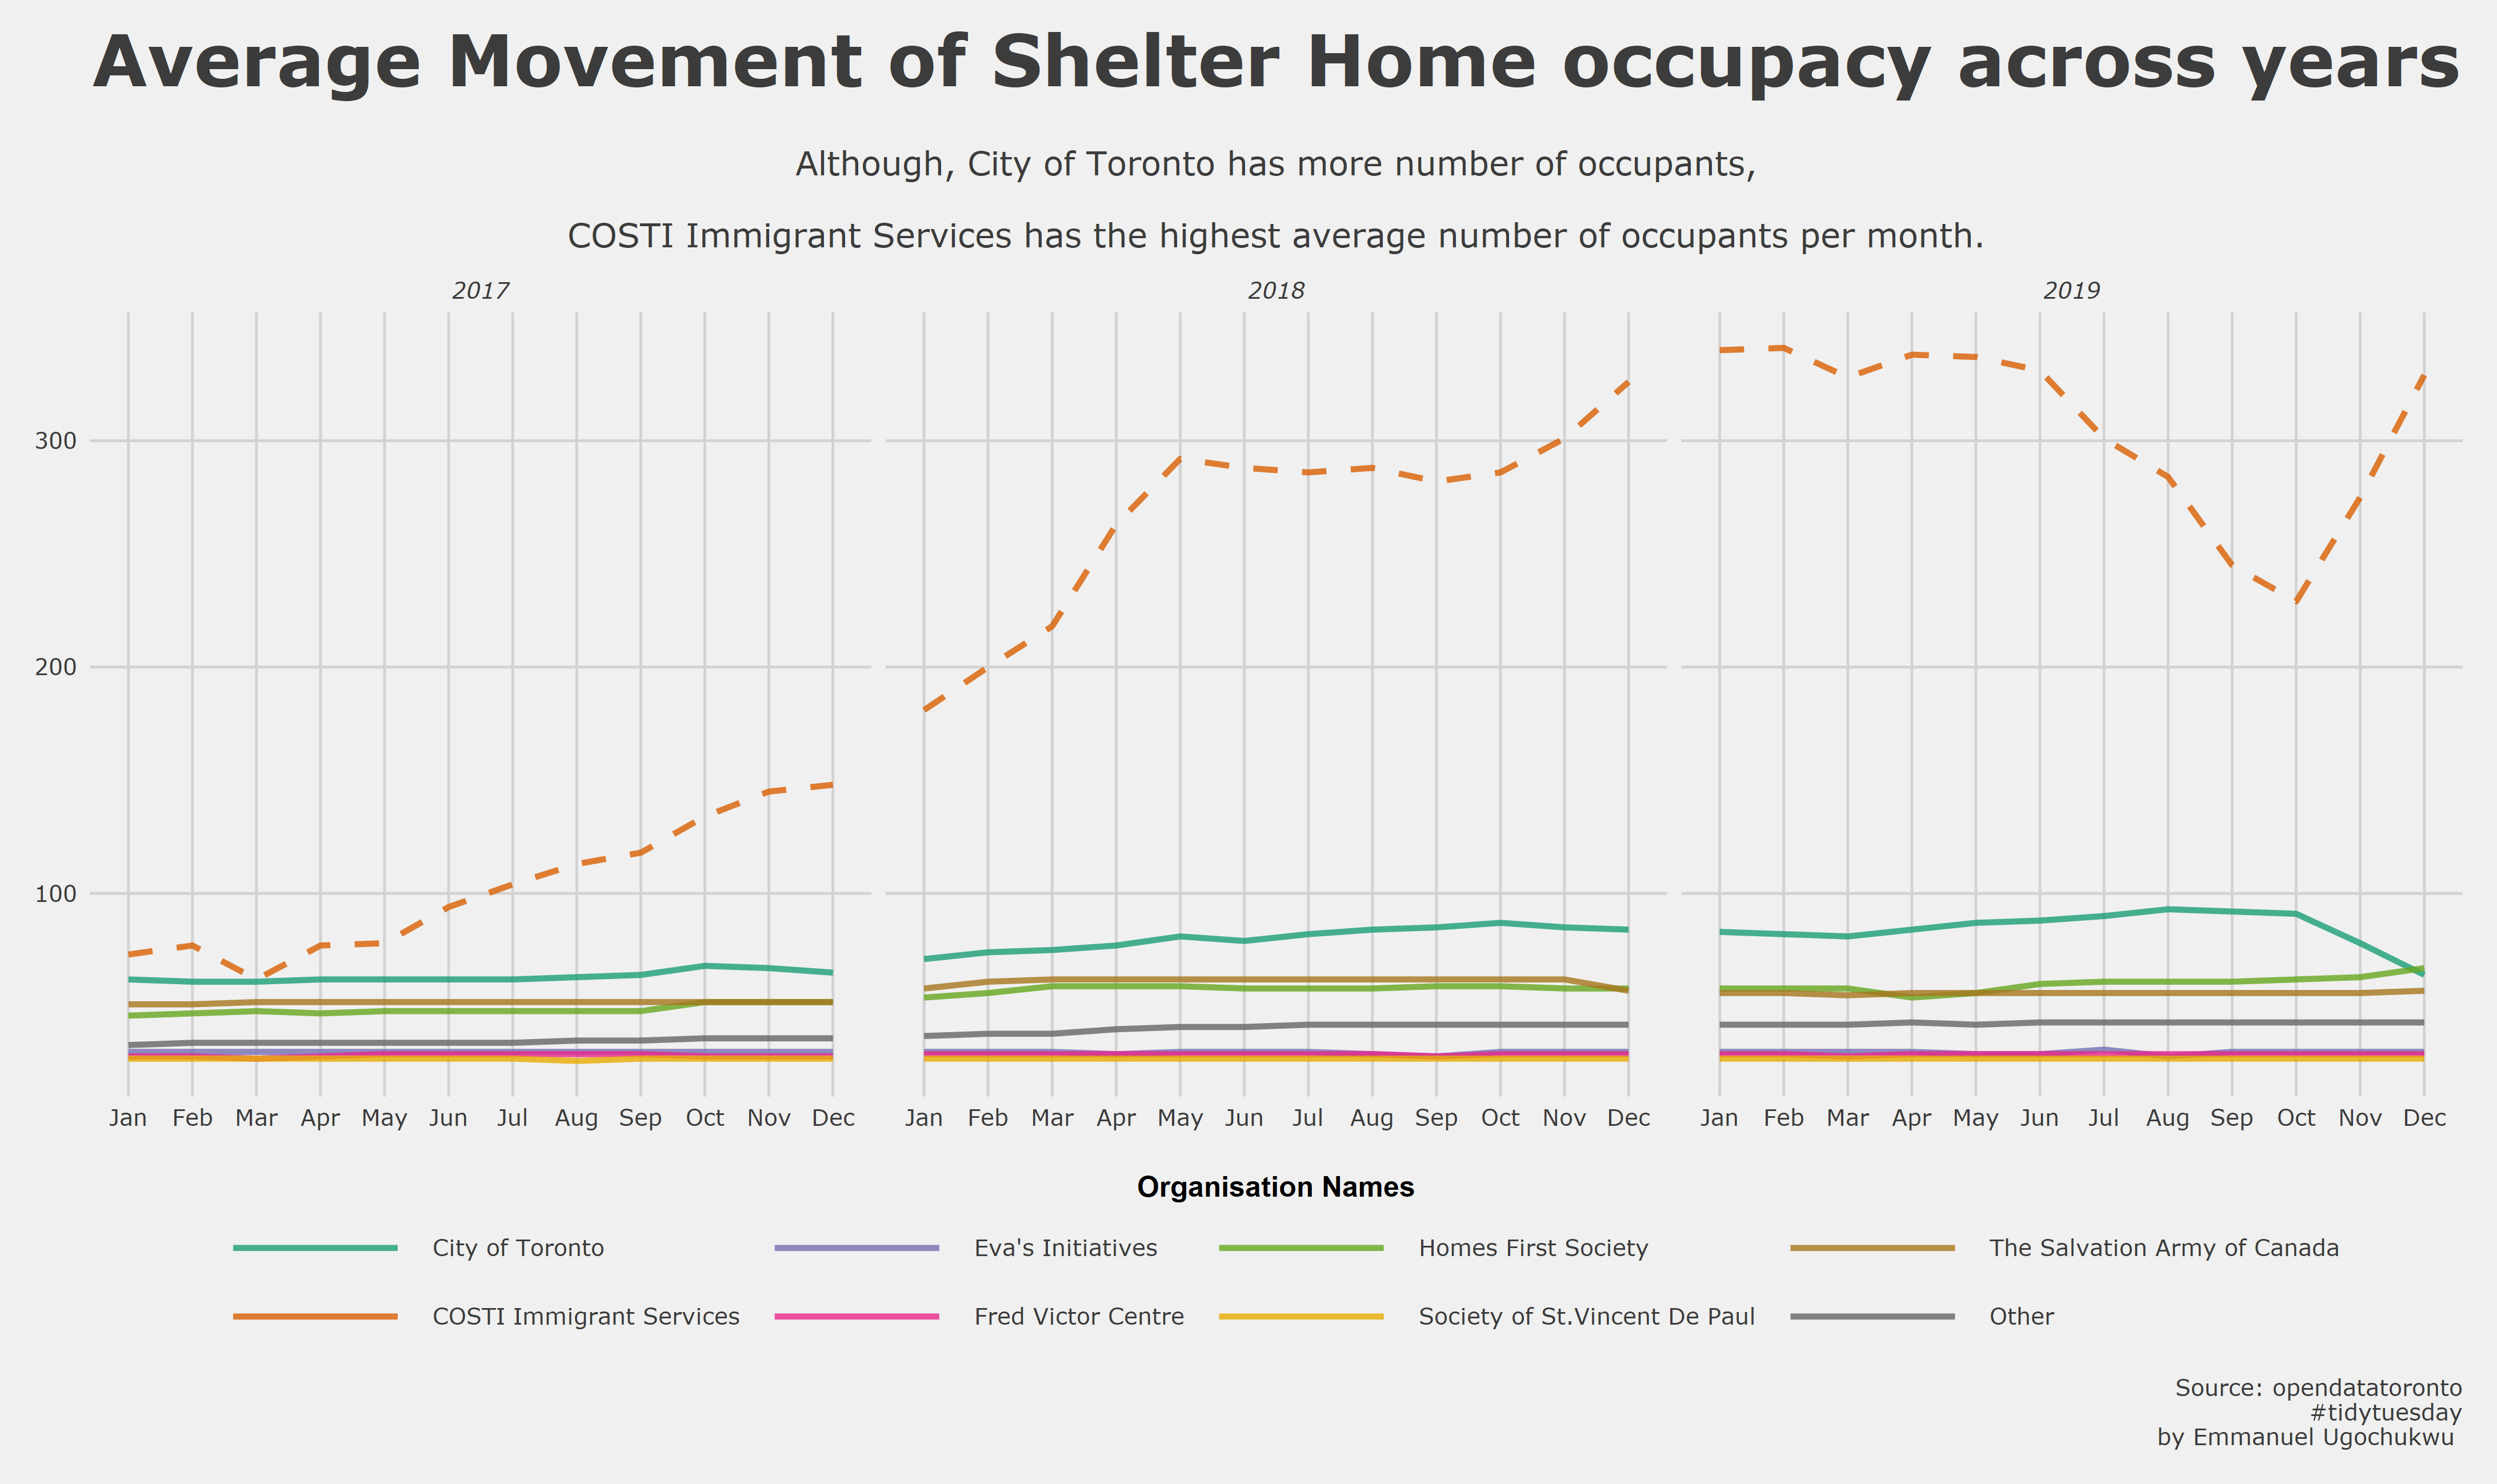 Average Movement of Shelter Home occupacy across years
Although, City of Toronto has more number of occupants,
COSTI Immigrant Services has the highest average number of occupants per month.
2017 2018 2019
300
200
100
Jan Feb Mar Apr May Jun Jul Aug Sep Oct Nov Dec Jan Feb Mar Apr May Jun Jul Aug Sep Oct Nov Dec Jan Feb Mar Apr May Jun Jul Aug Sep Oct Nov Dec
Organisation Names
City of Toronto Eva's Initiatives Homes First Society The Salvation Army of Canada
COSTI Immigrant Services Fred Victor Centre Society of St.Vincent De Paul Other
Source: opendatatoronto
#tidytuesday
by Emmanuel Ugochukwu